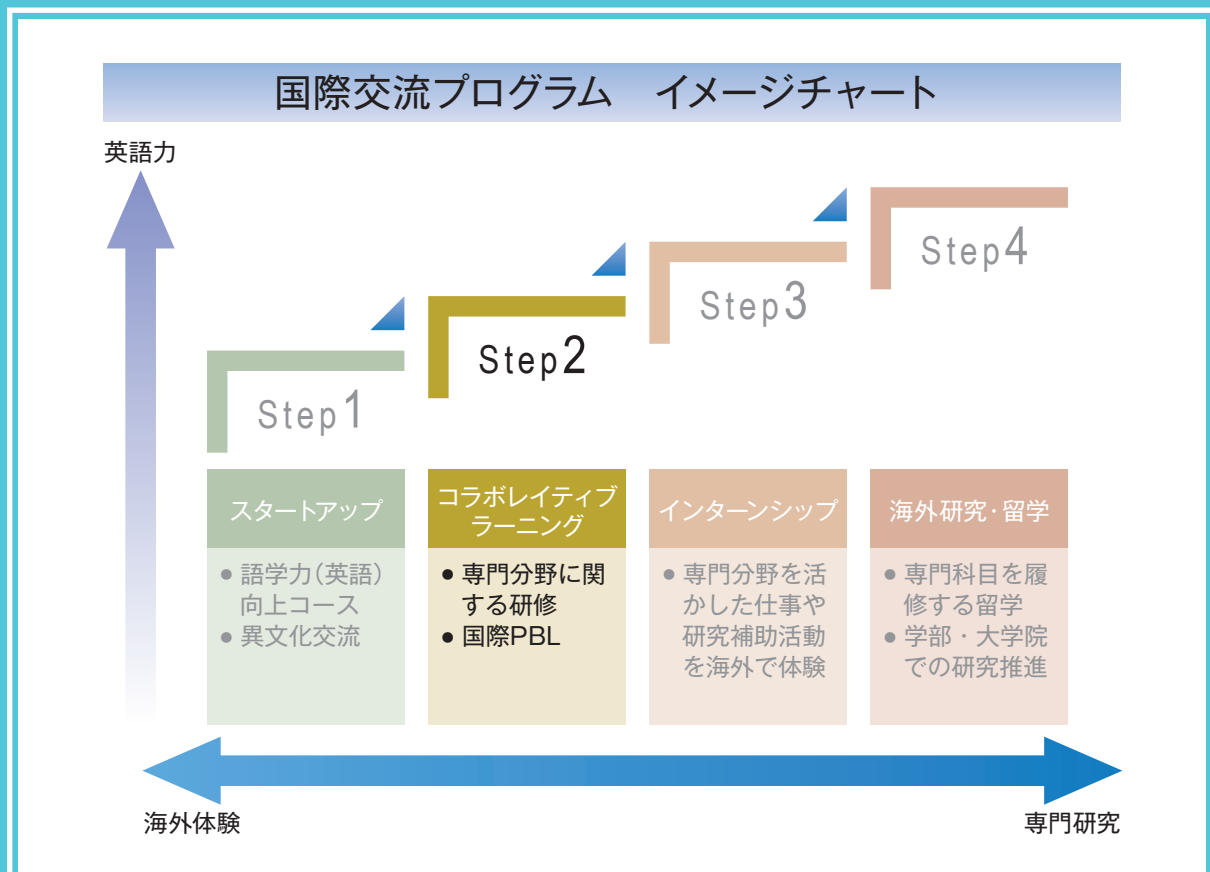 国際交流プログラム　イメージチャート
英語力
Step1
Step2
Step3
Step4
スタートアップ
● 語学力（英語）
向上コース
● 異文化交流
コラボレイティブ
ラーニング
● 専門分野に関
する研修
● 国際PBL
インターンシップ
● 専門分野を活
かした仕事や
研究補助活動
を海外で体験
海外研究・留学
● 専門科目を履
修する留学
● 学部・大学院
での研究推進
海外体験
専門研究